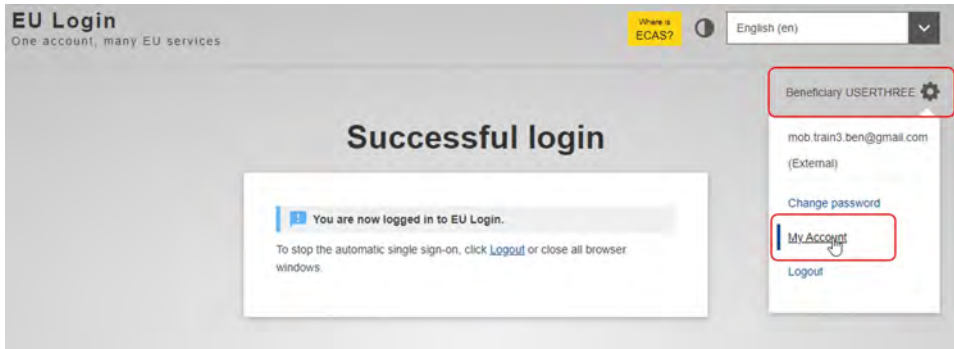 EU Login
One account, many EU services
Where is
ECAS?
English (en)
Beneficiary USERTHREE
mob.train3.ben@gmail.com
(External)
Change password
My Account
Logout
Successful login
You are now logged in to EU Login.
To stop the automatic single sign-on, click Logout or close all browser
windows.